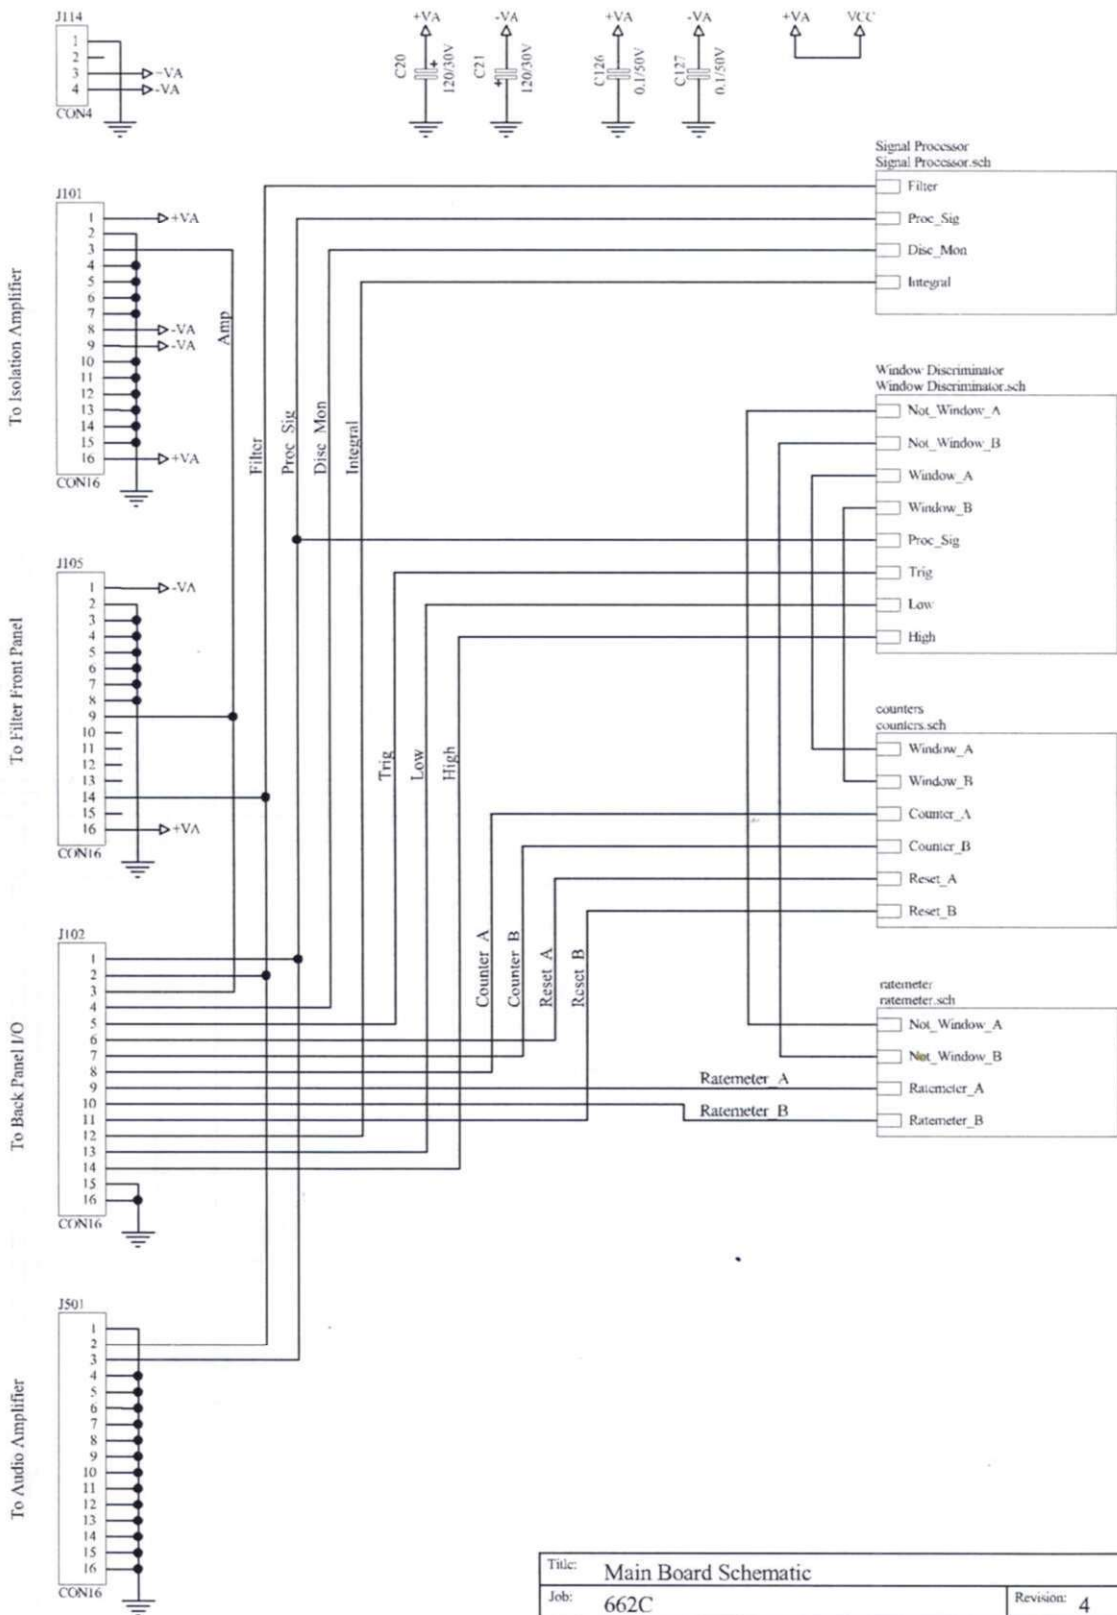 J114
1
2
3
4
~VA
-VA
CON4
+VA
C20
+
120/30V
-VA
C21
+
120/30V
+VA
C126
0.1/50V
-VA
C127
0.1/50V
+VA
VCC
To Isolation Amplifier
J101
1
2
3
4
5
6
7
8
9
10
11
12
13
14
15
16
+VA
-VA
-VA
+VA
CON16
Amp
Filter
Proc_Sig
Disc_Mon
Integral
Signal Processor
Signal Processor.sch
Filter
Proc_Sig
Disc_Mon
Integral
Window Discriminator
Window Discriminator.sch
Not_Window_A
Not_Window_B
Window_A
Window_B
Proc_Sig
Trig
Low
High
To Filter Front Panel
J105
1
2
3
4
5
6
7
8
9
10
11
12
13
14
15
16
-VA
+VA
CON16
Trig
Low
High
counters
counters.sch
Window_A
Window_B
Counter_A
Counter_B
Reset_A
Reset_B
To Back Panel I/O
J102
1
2
3
4
5
6
7
8
9
10
11
12
13
14
15
16
CON16
Counter_A
Counter_B
Reset_A
Reset_B
Ratemeter_A
Ratemeter_B
ratemeter
ratemeter.sch
Not_Window_A
Not_Window_B
Ratemeter_A
Ratemeter_B
To Audio Amplifier
J501
1
2
3
4
5
6
7
8
9
10
11
12
13
14
15
16
CON16
Title: Main Board Schematic
Job: 662C
Revision: 4